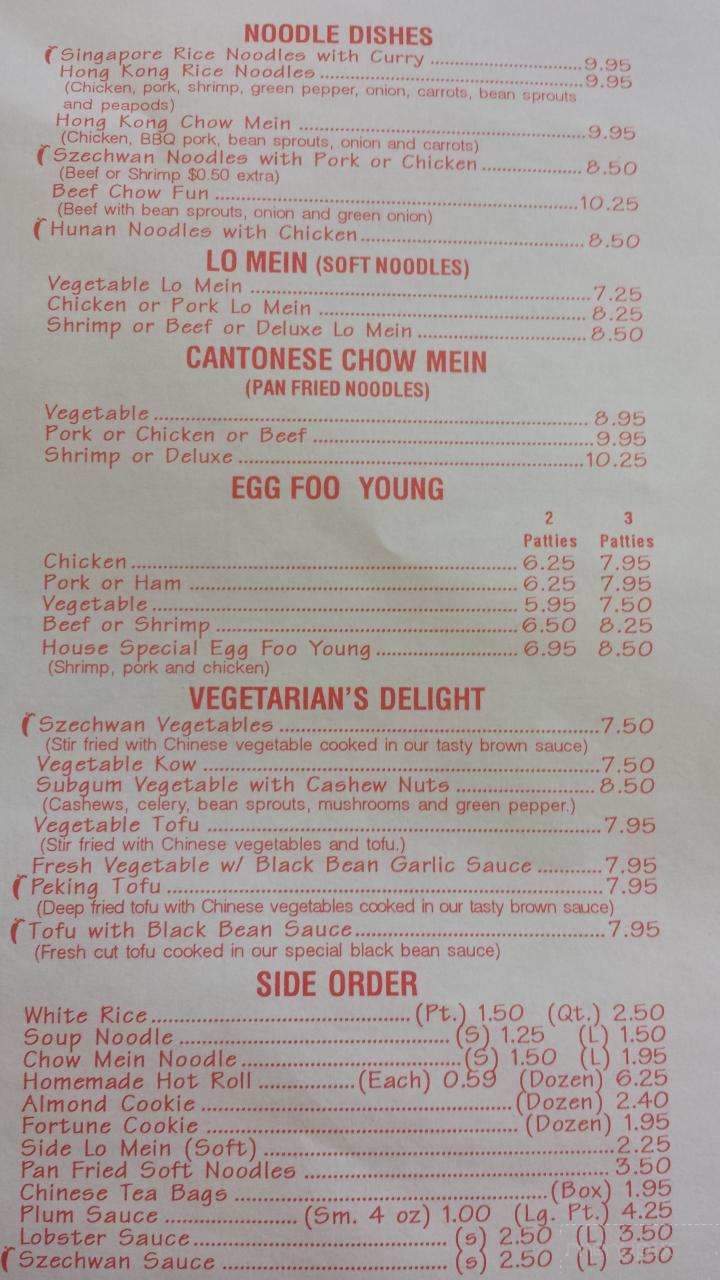 NOODLE DISHES
Singapore Rice Noodles with Curry ........................9.95
Hong Kong Rice Noodles........................................9.95
(Chicken, pork, shrimp, green pepper, onion, carrots, bean sprouts
and peapods)
Hong Kong Chow Mein ..........................................9.95
(Chicken, BBQ pork, bean sprouts, onion and carrots)
Szechwan Noodles with Pork or Chicken................8.50
(Beef or Shrimp $0.50 extra)
Beef Chow Fun .......................................................10.25
(Beef with bean sprouts, onion and green onion)
Hunan Noodles with Chicken...................................8.50
LO MEIN (SOFT NOODLES)
Vegetable Lo Mein ...................................................7.25
Chicken or Pork Lo Mein ........................................8.25
Shrimp or Beef or Deluxe Lo Mein ..........................8.50
CANTONESE CHOW MEIN
(PAN FRIED NOODLES)
Vegetable ................................................................8.95
Pork or Chicken or Beef .........................................9.95
Shrimp or Deluxe ...................................................10.25
EGG FOO YOUNG
2 3
Patties Patties
Chicken ......................................................... 6.25 7.95
Pork or Ham ................................................. 6.25 7.95
Vegetable ...................................................... 5.95 7.50
Beef or Shrimp ............................................. 6.50 8.25
House Special Egg Foo Young..................... 6.95 8.50
(Shrimp, pork and chicken)
VEGETARIAN'S DELIGHT
Szechwan Vegetables ..............................................7.50
(Stir fried with Chinese vegetable cooked in our tasty brown sauce)
Vegetable Kow .........................................................7.50
Subgum Vegetable with Cashew Nuts .....................8.50
(Cashews, celery, bean sprouts, mushrooms and green pepper.)
Vegetable Tofu ........................................................7.95
(Stir fried with Chinese vegetables and tofu.)
Fresh Vegetable w/ Black Bean Garlic Sauce ..........7.95
Peking Tofu .............................................................7.95
(Deep fried tofu with Chinese vegetables cooked in our tasty brown sauce)
Tofu with Black Bean Sauce....................................7.95
(Fresh cut tofu cooked in our special black bean sauce)
SIDE ORDER
White Rice.....................................(Pt.) 1.50 (Qt.) 2.50
Soup Noodle ...................................... (S) 1.25 (L) 1.50
Chow Mein Noodle...................................(S) 1.50 (L) 1.95
Homemade Hot Roll ..............(Each) 0.59 (Dozen) 6.25
Almond Cookie .............................................(Dozen) 2.40
Fortune Cookie ............................................. (Dozen) 1.95
Side Lo Mein (Soft) ..................................................2.25
Pan Fried Soft Noodles ............................................3.50
Chinese Tea Bags .............................................(Box) 1.95
Plum Sauce ................... (Sm. 4 oz) 1.00 (Lg. Pt.) 4.25
Lobster Sauce..................................... (s) 2.50 (L) 3.50
Szechwan Sauce ................................. (s) 2.50 (L) 3.50